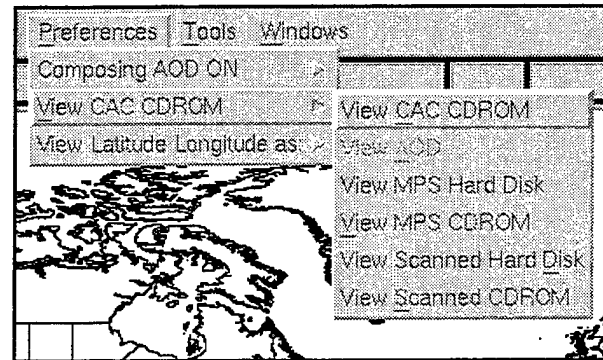 Preferences Tools Windows
Composing AOD ON
View CAC CDROM
View Latitude Longitude as:
View CAC CDROM
View AOD
View MPS Hard Disk
View MPS CDROM
View Scanned Hard Disk
View Scanned CDROM